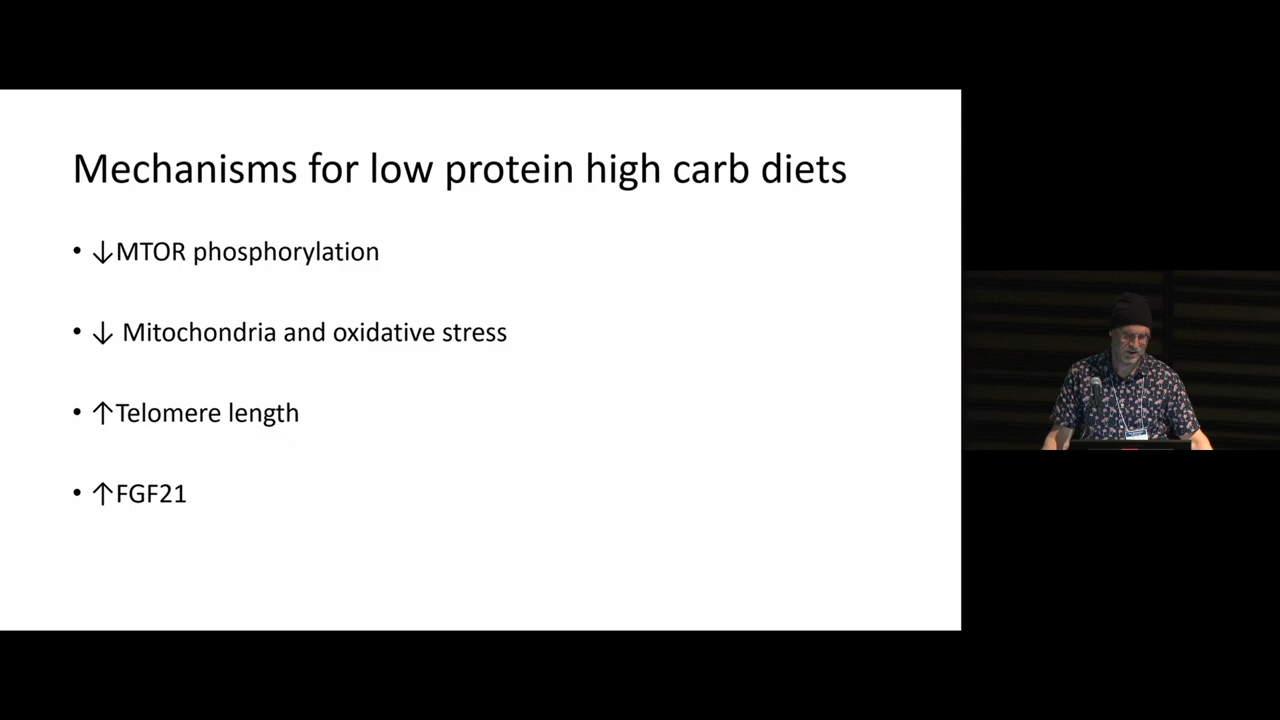 Mechanisms for low protein high carb diets
• ↓MTOR phosphorylation
• ↓ Mitochondria and oxidative stress
• ↑Telomere length
• ↑FGF21